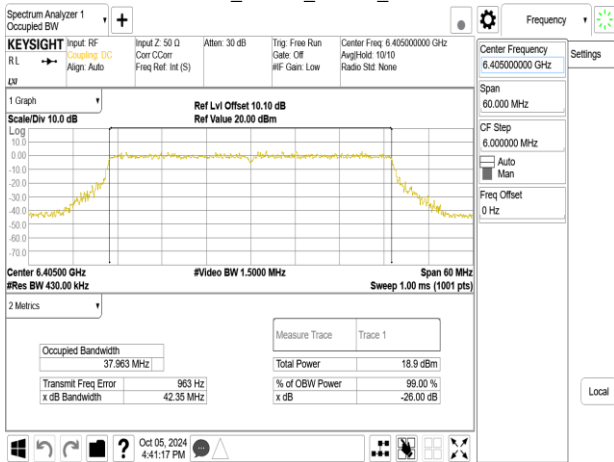 Spectrum Analyzer 1
Occupied BW
Frequency
KEYSIGHT
RL
LXI
Input: RF
Coupling: DC
Align: Auto
Input Z: 50 Ω
Corr CCorr
Freq Ref: Int (S)
Atten: 30 dB
Trig: Free Run
Gate: Off
#IF Gain: Low
Center Freq: 6.405000000 GHz
Avg|Hold: 10/10
Radio Std: None
Center Frequency
6.405000000 GHz
Settings
Span
60.000 MHz
CF Step
6.000000 MHz
Auto
Man
Freq Offset
0 Hz
Local
1 Graph
Scale/Div 10.0 dB
Ref Lvl Offset 10.10 dB
Ref Value 20.00 dBm
Log
10.0
0.00
-10.0
-20.0
-30.0
-40.0
-50.0
-60.0
-70.0
Center 6.40500 GHz
#Res BW 430.00 kHz
#Video BW 1.5000 MHz
Span 60 MHz
Sweep 1.00 ms (1001 pts)
2 Metrics
Measure Trace Trace 1
Occupied Bandwidth
37.963 MHz
Total Power 18.9 dBm
Transmit Freq Error 963 Hz
% of OBW Power 99.00 %
x dB Bandwidth 42.35 MHz
x dB -26.00 dB
?
Oct 05, 2024
4:41:17 PM